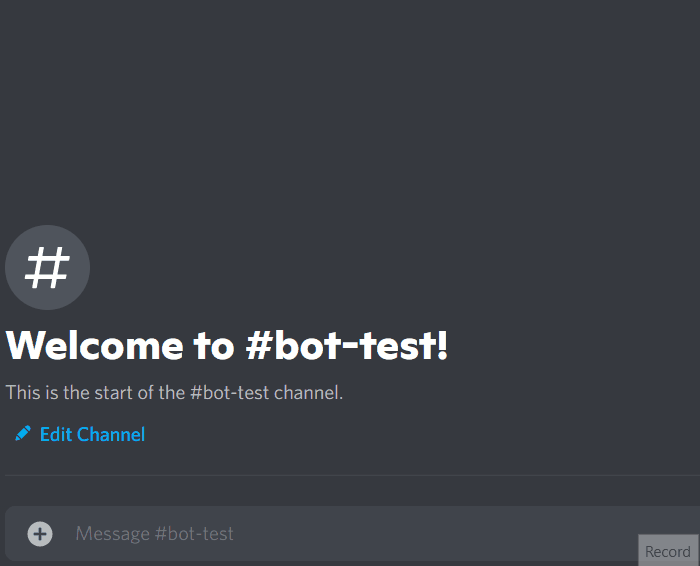 Welcome to #bot-test!
This is the start of the #bot-test channel.
Edit Channel
Message #bot-test
Record